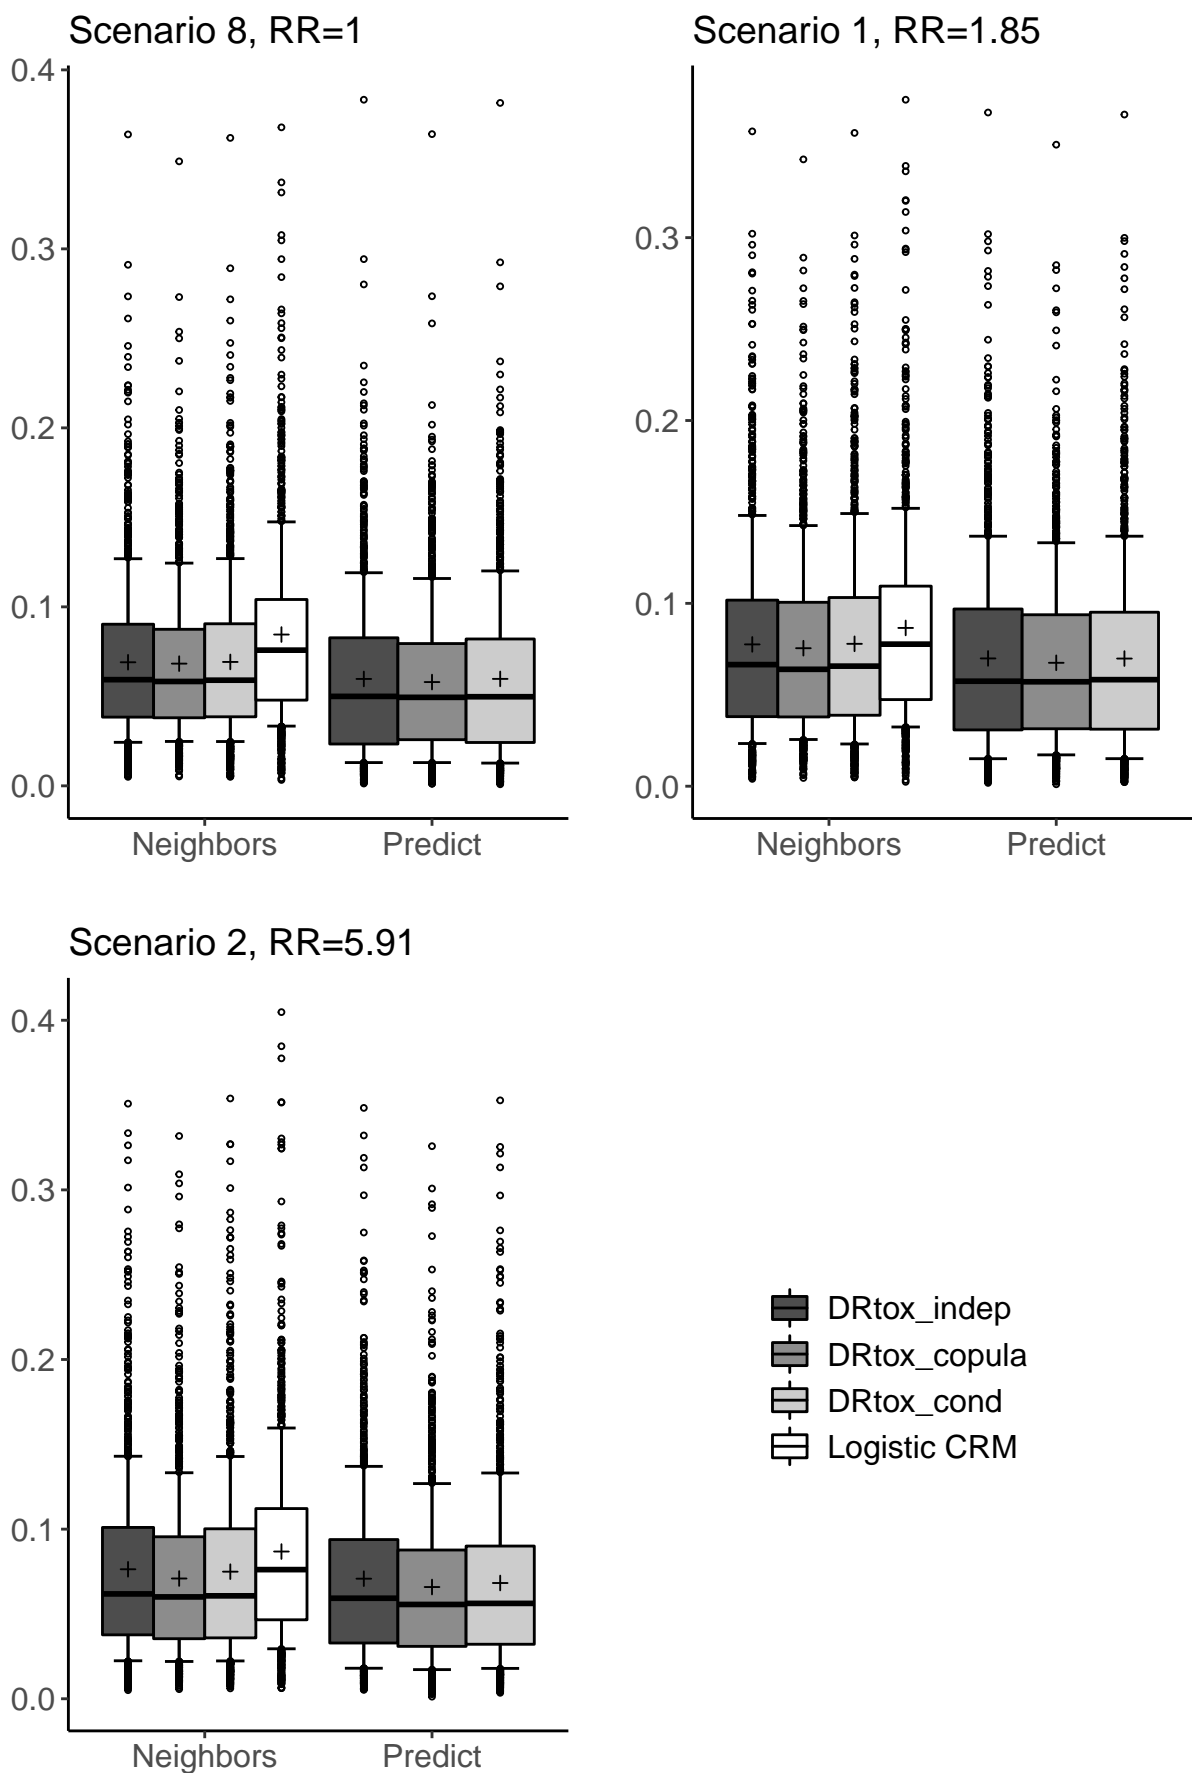 Scenario 8, RR=1
0.4
0.3
0.2
0.1
0.0
Neighbors Predict
Scenario 1, RR=1.85
0.3
0.2
0.1
0.0
Neighbors Predict
Scenario 2, RR=5.91
0.4
0.3
0.2
0.1
0.0
Neighbors Predict
DRtox_indep
DRtox_copula
DRtox_cond
Logistic CRM